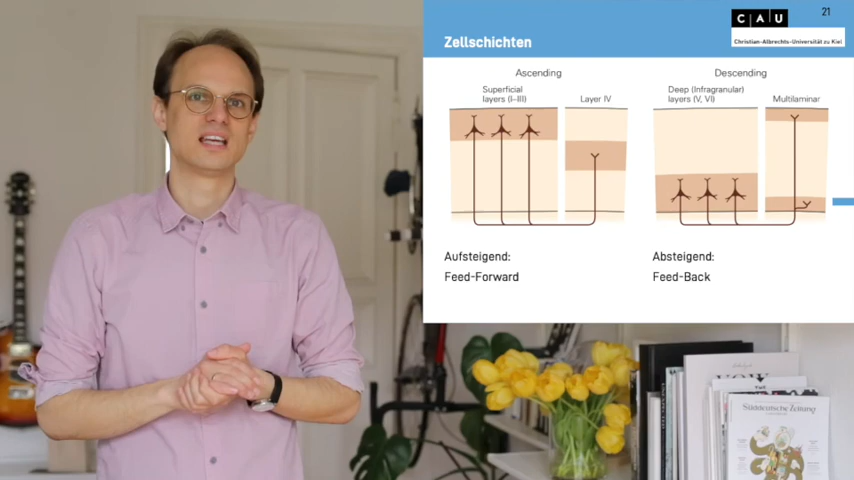 21
CAU
Christian-Albrechts-Universität zu Kiel
Zellschichten
Ascending
Descending
Superficial
layers (I–III)
Layer IV
Deep (Infragranular)
layers (V, VI)
Multilaminar
Aufsteigend:
Feed-Forward
Absteigend:
Feed-Back
Süddeutsche Zeitung